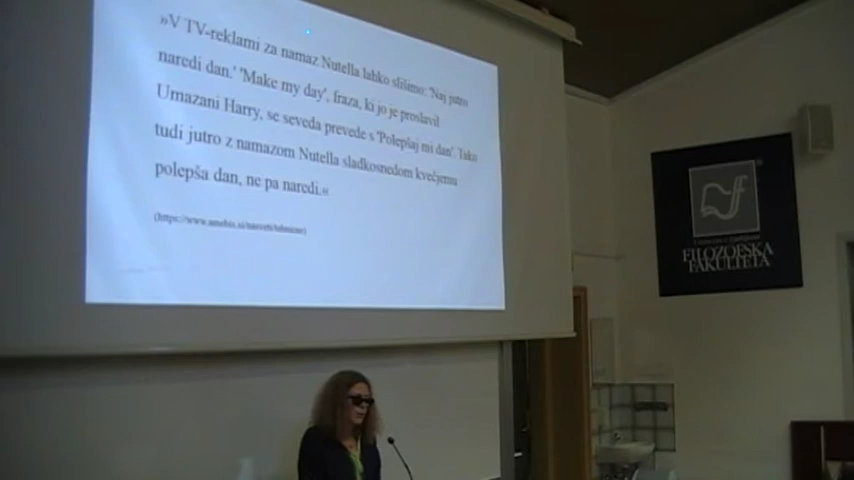 »V TV-reklami za namaz Nutella lahko slišimo: 'Naj jutro
naredi dan.' 'Make my day', fraza, ki jo je proslavil
Umazani Harry, se seveda prevede s 'Polepšaj mi dan'. Tako
tudi jutro z namazom Nutella sladkosnedom kvečjemu
polepša dan, ne pa naredi.«
FILOZOFSKA
FAKULTETA